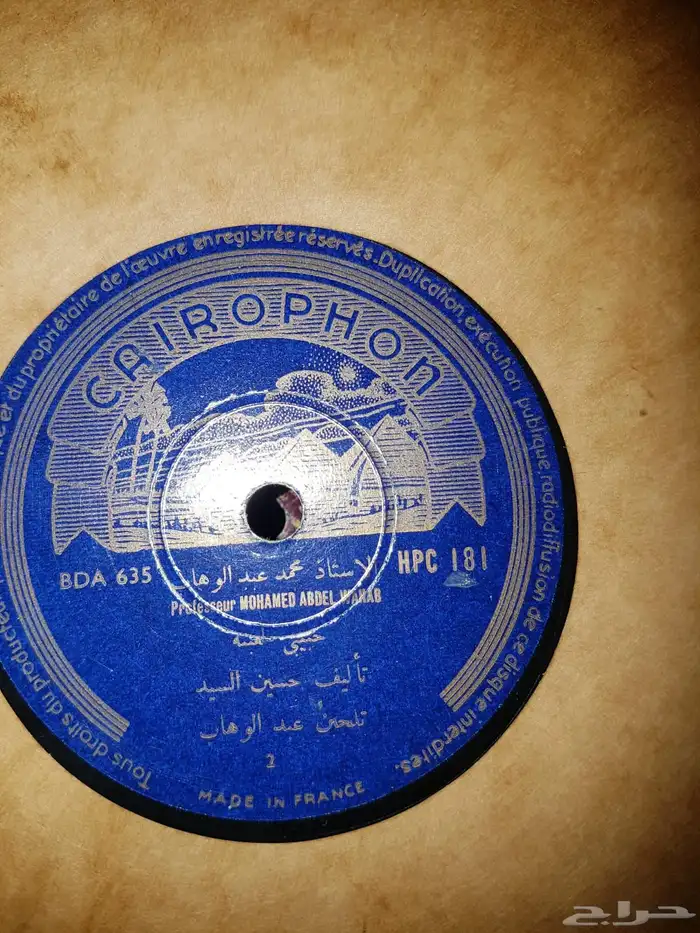 Tous droits du producteur et du propriétaire de l'œuvre enregistrée réservés. Duplication, exécution publique, radiodiffusion de ce disque interdites.
CAIROPHON
BDA 635
الاستاذ محمد عبد الوهاب
HPC 181
Professeur MOHAMED ABDEL WAHAB
حبيبي
تأليف حسين السيد
تلحين عبد الوهاب
2
MADE IN FRANCE
حراج